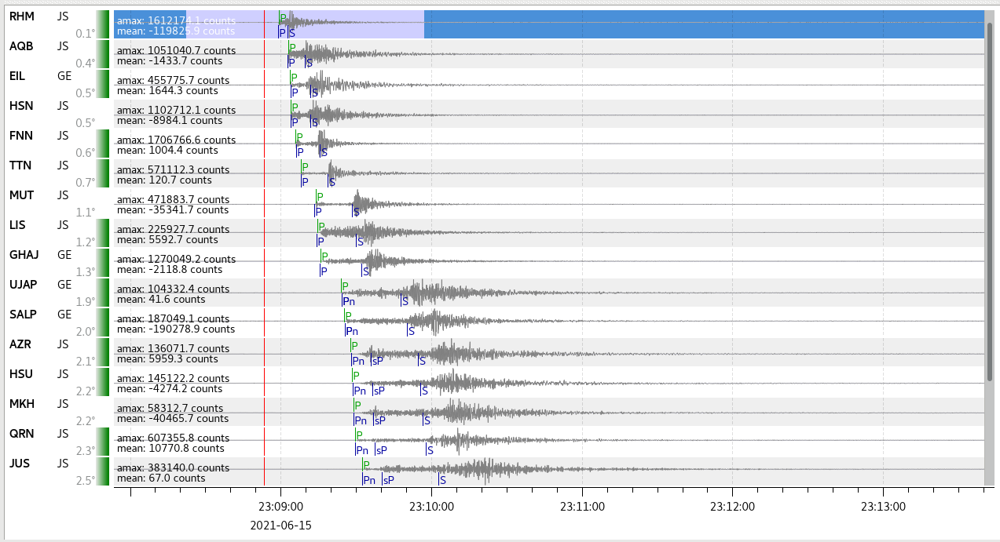 RHM JS amax: 1612174.1 counts P
0.1° mean: -119825.9 counts P S
AQB JS amax: 1051040.7 counts P
0.4° mean: -1433.7 counts P S
EIL GE amax: 455775.7 counts P
0.5° mean: 1644.3 counts P S
HSN JS amax: 1102712.1 counts P
0.5° mean: -8984.1 counts P S
FNN JS amax: 1706766.6 counts P
0.6° mean: 1004.4 counts P S
TTN JS amax: 571112.3 counts P
0.7° mean: 120.7 counts P S
MUT JS amax: 471883.7 counts P
1.1° mean: -35341.7 counts P S
LIS JS amax: 225927.7 counts P
1.2° mean: 5592.7 counts P S
GHAJ GE amax: 1270049.2 counts P
1.3° mean: -2118.8 counts P S
UJAP GE amax: 104332.4 counts P
1.9° mean: 41.6 counts Pn S
SALP GE amax: 187049.1 counts P
2.0° mean: -190278.9 counts Pn S
AZR JS amax: 136071.7 counts P
2.1° mean: 5959.3 counts Pn sP S
HSU JS amax: 145122.2 counts P
2.2° mean: -4274.2 counts Pn sP S
MKH JS amax: 58312.7 counts P
2.2° mean: -40465.7 counts Pn sP S
QRN JS amax: 607355.8 counts P
2.3° mean: 10770.8 counts Pn sP S
JUS JS amax: 383140.0 counts P
2.5° mean: 67.0 counts Pn sP S
23:09:00 23:10:00 23:11:00 23:12:00 23:13:00
2021-06-15